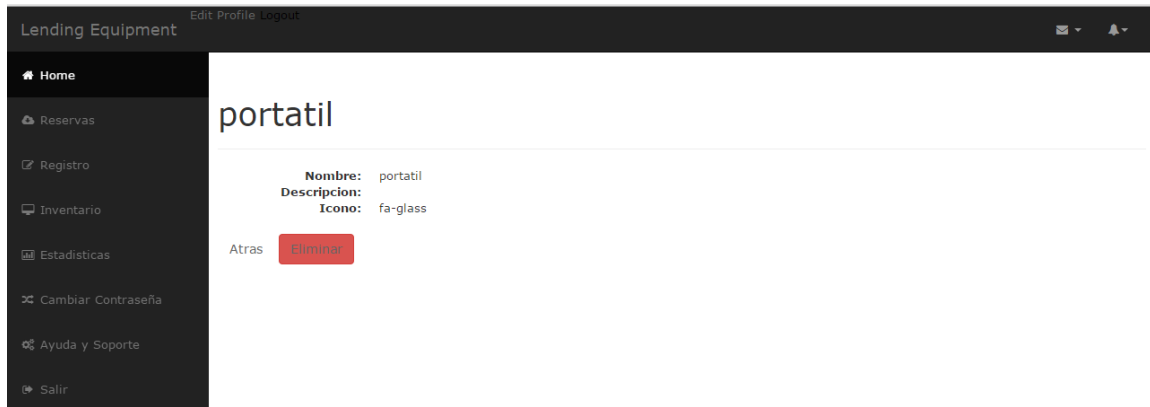 Edit Profile Logout
Lending Equipment
Home
Reservas
Registro
Inventario
Estadisticas
Cambiar Contraseña
Ayuda y Soporte
Salir
portatil
Nombre: portatil
Descripcion:
Icono: fa-glass
Atras Eliminar